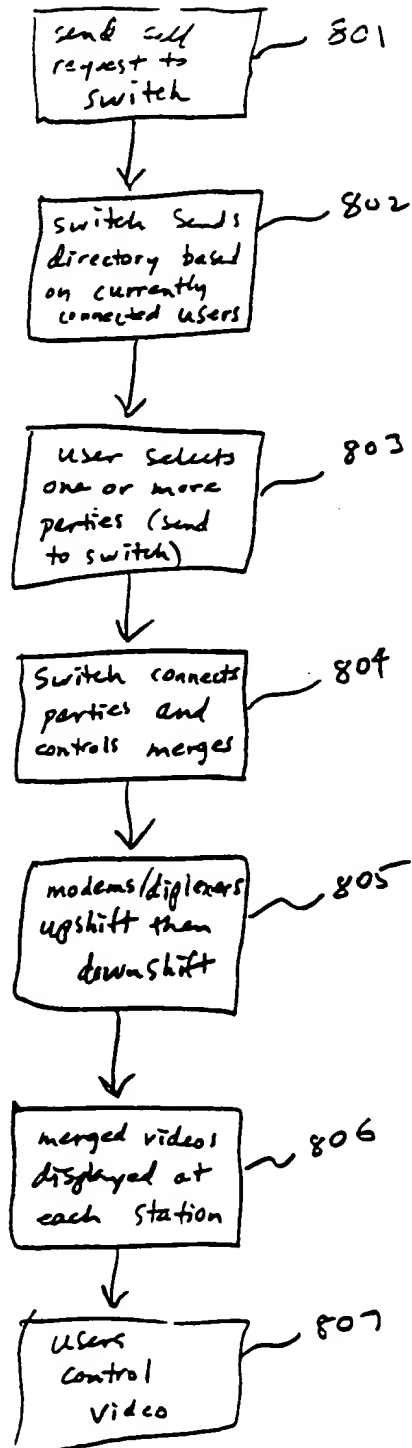 send call
request to
switch
801
switch sends
directory based
on currently
connected users
802
user selects
one or more
parties (send
to switch)
803
Switch connects
parties and
controls merges
804
modems/diplexers
upshift then
downshift
805
merged videos
displayed at
each station
806
users
control
video
807